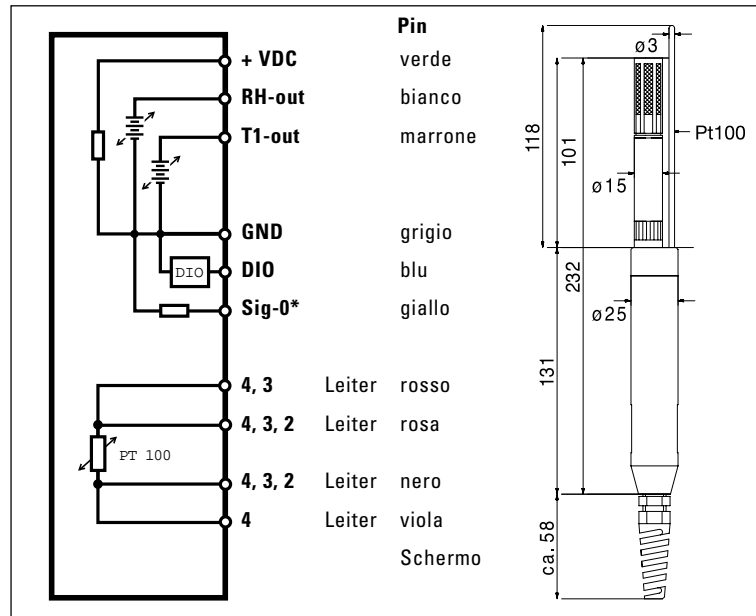 Pin
+ VDC verde
RH-out bianco
T1-out marrone
GND grigio
DIO DIO blu
Sig-0* giallo
4, 3 Leiter rosso
4, 3, 2 Leiter rosa
PT 100
4, 3, 2 Leiter nero
4 Leiter viola
Schermo
ø3
118
101
Pt100
ø15
232
ø25
131
ca. 58